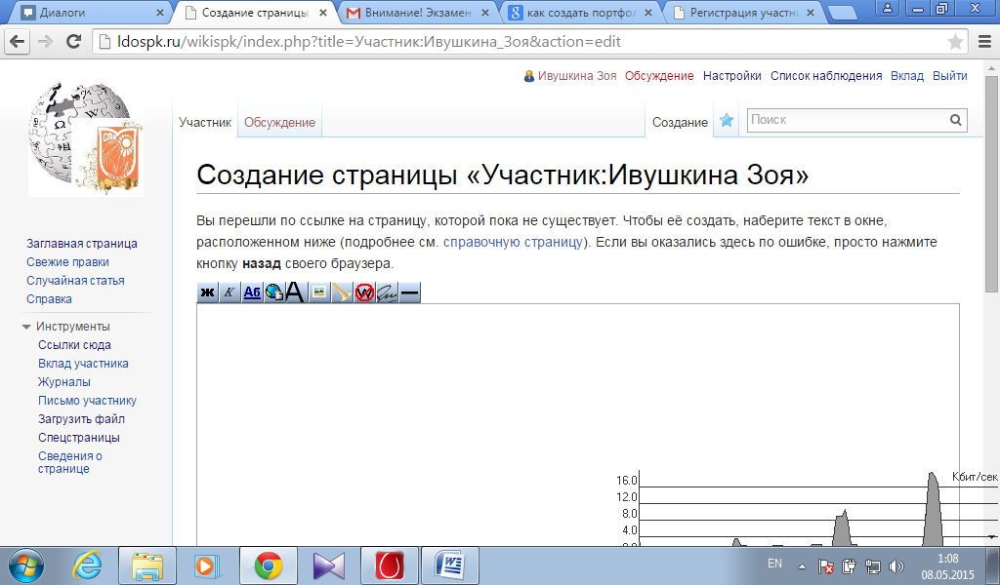 Диалоги
Создание страницы
Внимание! Экзамен
как создать портфол
Регистрация участн
ldospk.ru/wikispk/index.php?title=Участник:Ивушкина_Зоя&action=edit
Ивушкина Зоя Обсуждение Настройки Список наблюдения Вклад Выйти
Участник Обсуждение Создание Поиск
Создание страницы «Участник:Ивушкина Зоя»
Вы перешли по ссылке на страницу, которой пока не существует. Чтобы её создать, наберите текст в окне,
расположенном ниже (подробнее см. справочную страницу). Если вы оказались здесь по ошибке, просто нажмите
кнопку назад своего браузера.
Ж К Аб A W
Заглавная страница
Свежие правки
Случайная статья
Справка
Инструменты
Ссылки сюда
Вклад участника
Журналы
Письмо участнику
Загрузить файл
Спецстраницы
Сведения о
странице
Кбит/сек
16.0
12.0
8.0
4.0
EN
1:08
08.05.2015